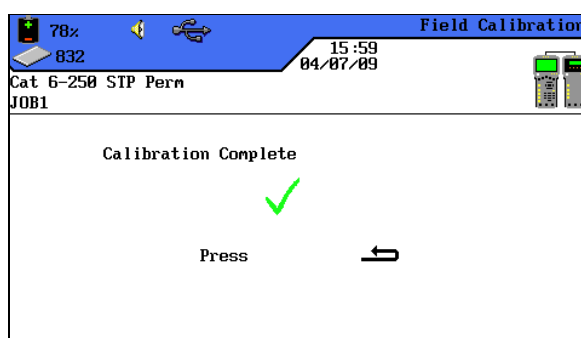 78%
Field Calibration
832
15:59
04/07/09
Cat 6-250 STP Perm
JOB1
Calibration Complete
Press